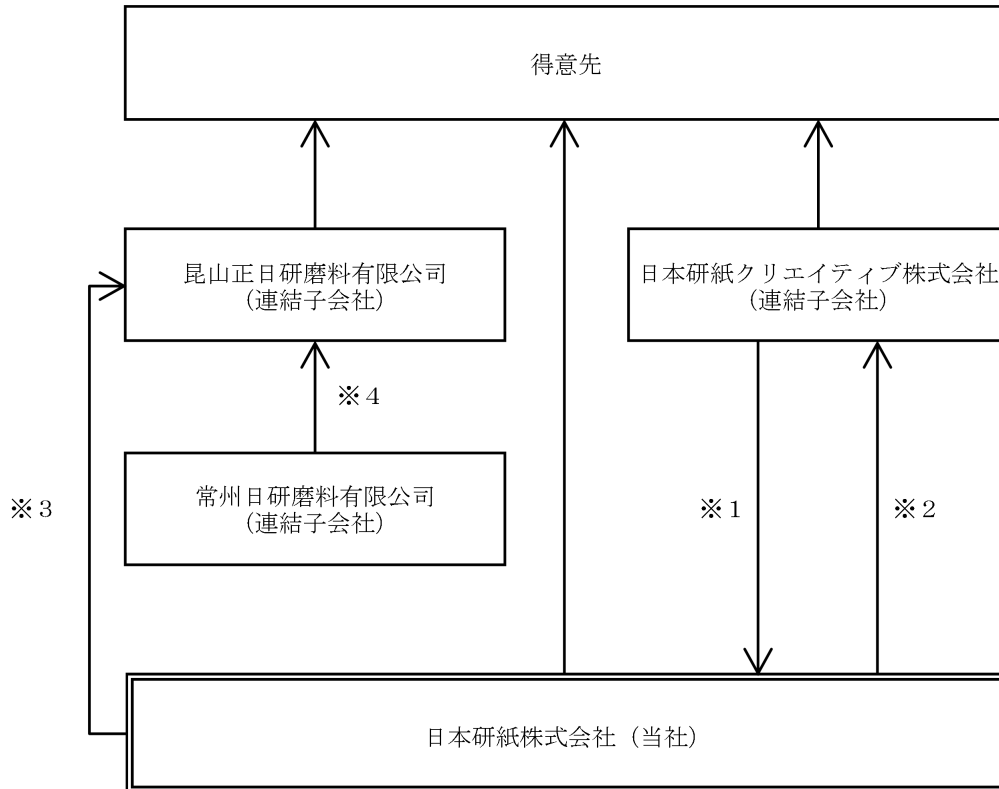 得意先
昆山正日研磨料有限公司
(連結子会社)
日本研紙クリエイティブ株式会社
(連結子会社)
※４
常州日研磨料有限公司
(連結子会社)
※３
※１
※２
日本研紙株式会社（当社）